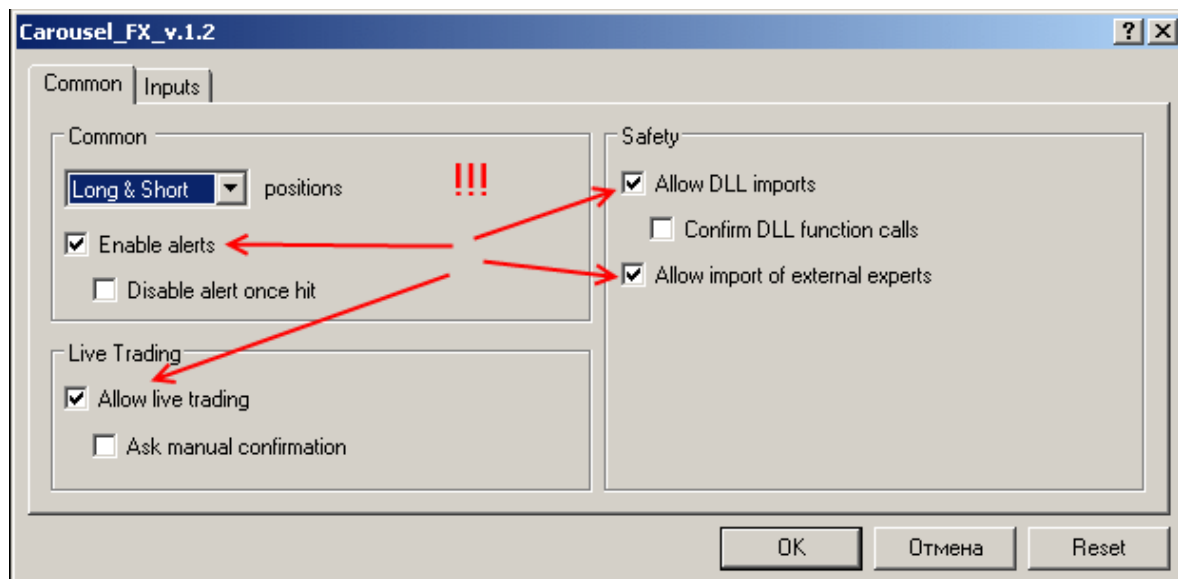 Carousel_FX_v.1.2
Common
Inputs
Common
Long & Short
positions
!!!
Enable alerts
Disable alert once hit
Live Trading
Allow live trading
Ask manual confirmation
Safety
Allow DLL imports
Confirm DLL function calls
Allow import of external experts
OK
Отмена
Reset